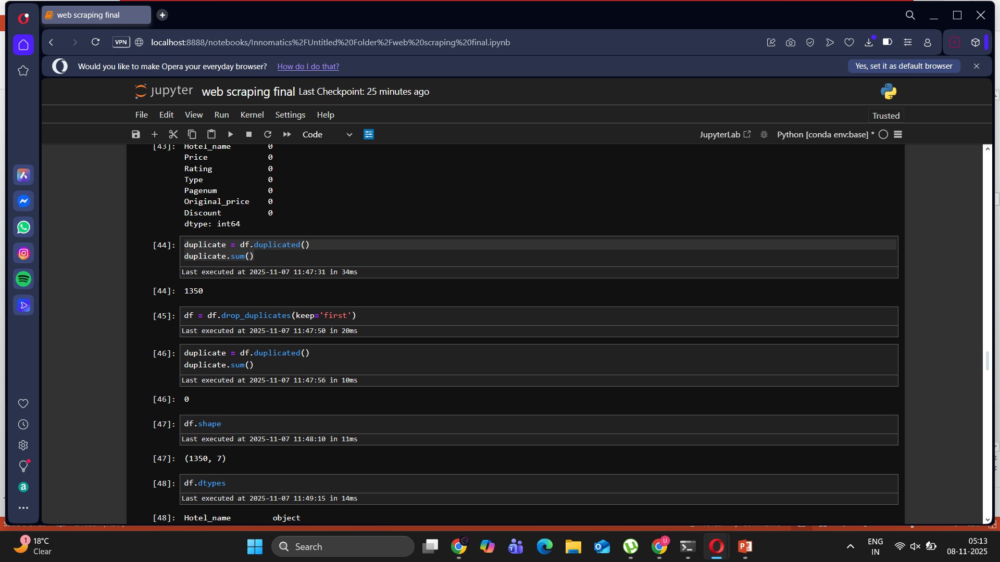 web scraping final
VPN
localhost:8888/notebooks/Innomatics%2FUntitled%20Folder%2Fweb%20scraping%20final.ipynb
Would you like to make Opera your everyday browser? How do I do that?
Yes, set it as default browser
jupyter web scraping final Last Checkpoint: 25 minutes ago
File Edit View Run Kernel Settings Help
Trusted
Code
JupyterLab
Python [conda env:base] *
[43]: Hotel_name 0
Price 0
Rating 0
Type 0
Pagenum 0
Original_price 0
Discount 0
dtype: int64
[44]: duplicate = df.duplicated()
duplicate.sum()
Last executed at 2025-11-07 11:47:31 in 34ms
[44]: 1350
[45]: df = df.drop_duplicates(keep='first')
Last executed at 2025-11-07 11:47:50 in 20ms
[46]: duplicate = df.duplicated()
duplicate.sum()
Last executed at 2025-11-07 11:47:56 in 10ms
[46]: 0
[47]: df.shape
Last executed at 2025-11-07 11:48:10 in 11ms
[47]: (1350, 7)
[48]: df.dtypes
Last executed at 2025-11-07 11:49:15 in 14ms
[48]: Hotel_name object
1
18°C
Clear
Search
ENG
IN
05:13
08-11-2025